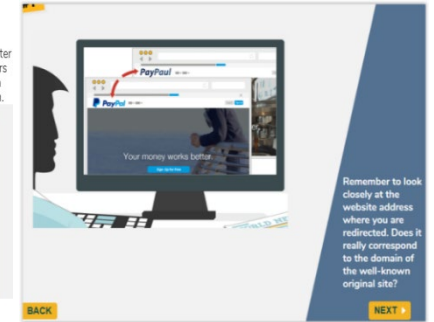 PayPaul
PayPal
Your money works better.
Remember to look
closely at the
website address
where you are
redirected. Does it
really correspond
to the domain of
the well-known
original site?
BACK
NEXT